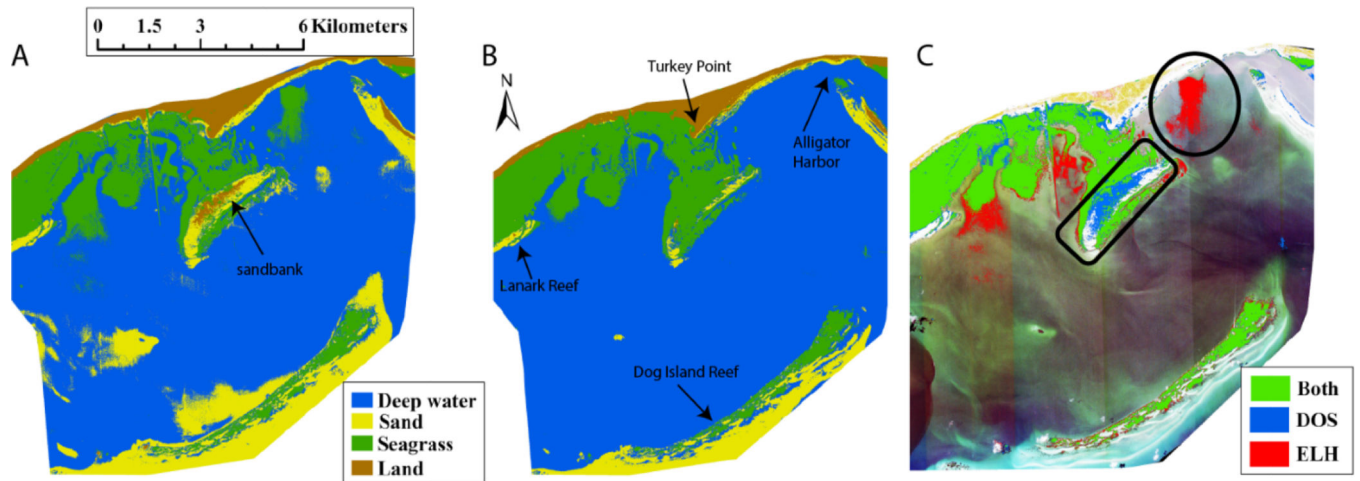 0 1.5 3 6 Kilometers
A
B
C
N
Turkey Point
Alligator
Harbor
sandbank
Lanark Reef
Dog Island Reef
Deep water
Sand
Seagrass
Land
Both
DOS
ELH